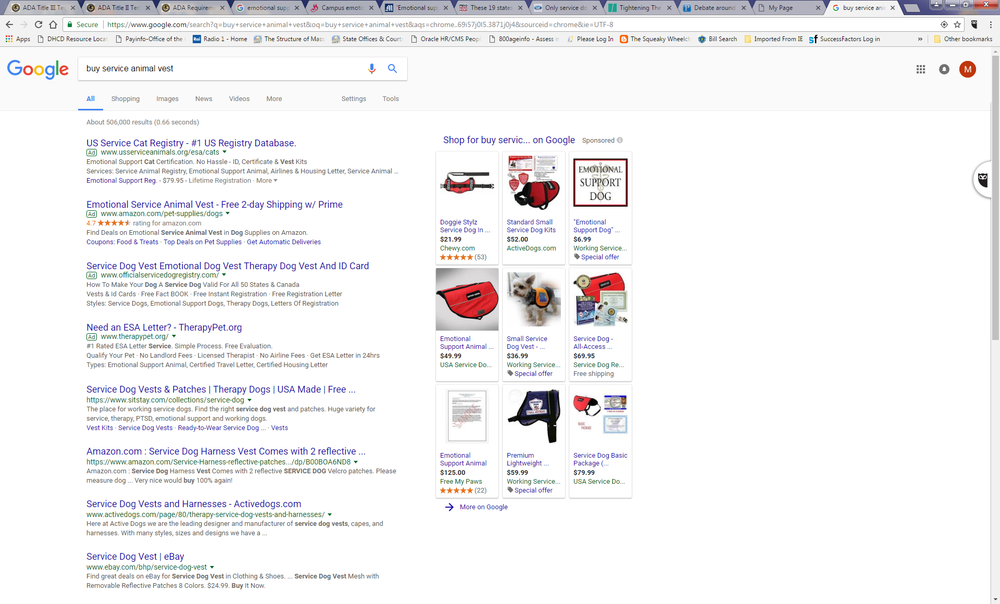 ADA Title III Tec
ADA Title II Tec
ADA Requirem
emotional supp
Campus emoti
'Emotional sup
These 19 states
Only service do
Tightening The
Debate around
My Page
buy service ani
Secure
https://www.google.com/search?q=buy+service+animal+vest&oq=buy+service+animal+vest&aqs=chrome..69i57j0l5.3871j0j4&sourceid=chrome&ie=UTF-8
Apps
DHCD Resource Locat
Payinfo-Office of the
Rai
Radio 1 - Home
The Structure of Mass
State Offices & Court
Oracle HR/CMS Peopl
800ageinfo - Assess m
Please Log In
The Squeaky Wheelch
Bill Search
Imported From IE
SuccessFactors Log in
»
Other bookmarks
Google
buy service animal vest
M
All
Shopping
Images
News
Videos
More
Settings
Tools
About 506,000 results (0.66 seconds)
US Service Cat Registry - #1 US Registry Database.
Ad www.usserviceanimals.org/esa/cats
Emotional Support Cat Certification. No Hassle - ID, Certificate & Vest Kits
Services: Service Animal Registry, Emotional Support Animal, Airlines & Housing Letter, Service Animal ...
Emotional Support Reg. - $79.95 - Lifetime Registration · More
Emotional Service Animal Vest - Free 2-day Shipping w/ Prime
Ad www.amazon.com/pet-supplies/dogs
4.7 rating for amazon.com
Find Deals on Emotional Service Animal Vest in Dog Supplies on Amazon.
Coupons: Food & Treats · Top Deals on Pet Supplies · Get Automatic Deliveries
Service Dog Vest Emotional Dog Vest Therapy Dog Vest And ID Card
Ad www.officialservicedogregistry.com/
How To Make Your Dog A Service Dog Valid For All 50 States & Canada
Vests & Id Cards · Free Fact BOOK · Free Instant Registration · Free Registration Letter
Styles: Service Dogs, Emotional Support Dogs, Therapy Dogs, Letters Of Registration
Need an ESA Letter? - TherapyPet.org
Ad www.therapypet.org/
#1 Rated ESA Letter Service. Simple Process. Free Evaluation.
Qualify Your Pet · No Landlord Fees · Licensed Therapist · No Airline Fees · Get ESA Letter in 24hrs
Types: Emotional Support Animal, Certified Travel Letter, Certified Housing Letter
Service Dog Vests & Patches | Therapy Dogs | USA Made | Free ...
https://www.sitstay.com/collections/service-dog
The place for working service dogs. Find the right service dog vest and patches. Huge variety for
service, therapy, PTSD, emotional support and working dogs.
Vest Kits · Service Dog Vests · Ready-to-Wear Service Dog ... · Vests
Amazon.com : Service Dog Harness Vest Comes with 2 reflective ...
https://www.amazon.com/Service-Harness-reflective-patches.../dp/B00BOA6ND8
Amazon.com : Service Dog Harness Vest Comes with 2 reflective SERVICE DOG Velcro patches. Please
measure dog ... Very nice would buy 100% again!
Service Dog Vests and Harnesses - Activedogs.com
www.activedogs.com/page/80/therapy-service-dog-vests-and-harnesses/
Here at Active Dogs we are the leading designer and manufacturer of service dog vests, capes, and
harnesses. With many styles, sizes and designs we have a ...
Service Dog Vest | eBay
www.ebay.com/bhp/service-dog-vest
Find great deals on eBay for Service Dog Vest in Clothing & Shoes. ... Service Dog Vest Mesh with
Removable Reflective Patches 8 Colors. $24.99. Buy It Now.
Shop for buy servic... on Google
Sponsored
Doggie Stylz
Service Dog In ...
$21.99
Chewy.com
(53)
Standard Small
Service Dog Kits
$52.00
ActiveDogs.com
EMOTIONAL
SUPPORT
DOG
"Emotional
Support Dog" ...
$6.99
Working Service...
Special offer
Emotional
Support Animal ...
$49.99
USA Service Do...
Small Service
Dog Vest - ...
$36.99
Working Service...
Special offer
Service Dog -
All-Access ...
$69.95
Service Dog Re...
Free shipping
SAMPLE
Emotional
Support Animal
$125.00
Free My Paws
(22)
SERVICE
DOG
FULL ACCESS
Premium
Lightweight ...
$59.99
Working Service...
Special offer
BASIC
PACKAGE
TWO ID CARDS
Service Dog Basic
Package (...
$79.99
USA Service Do...
More on Google